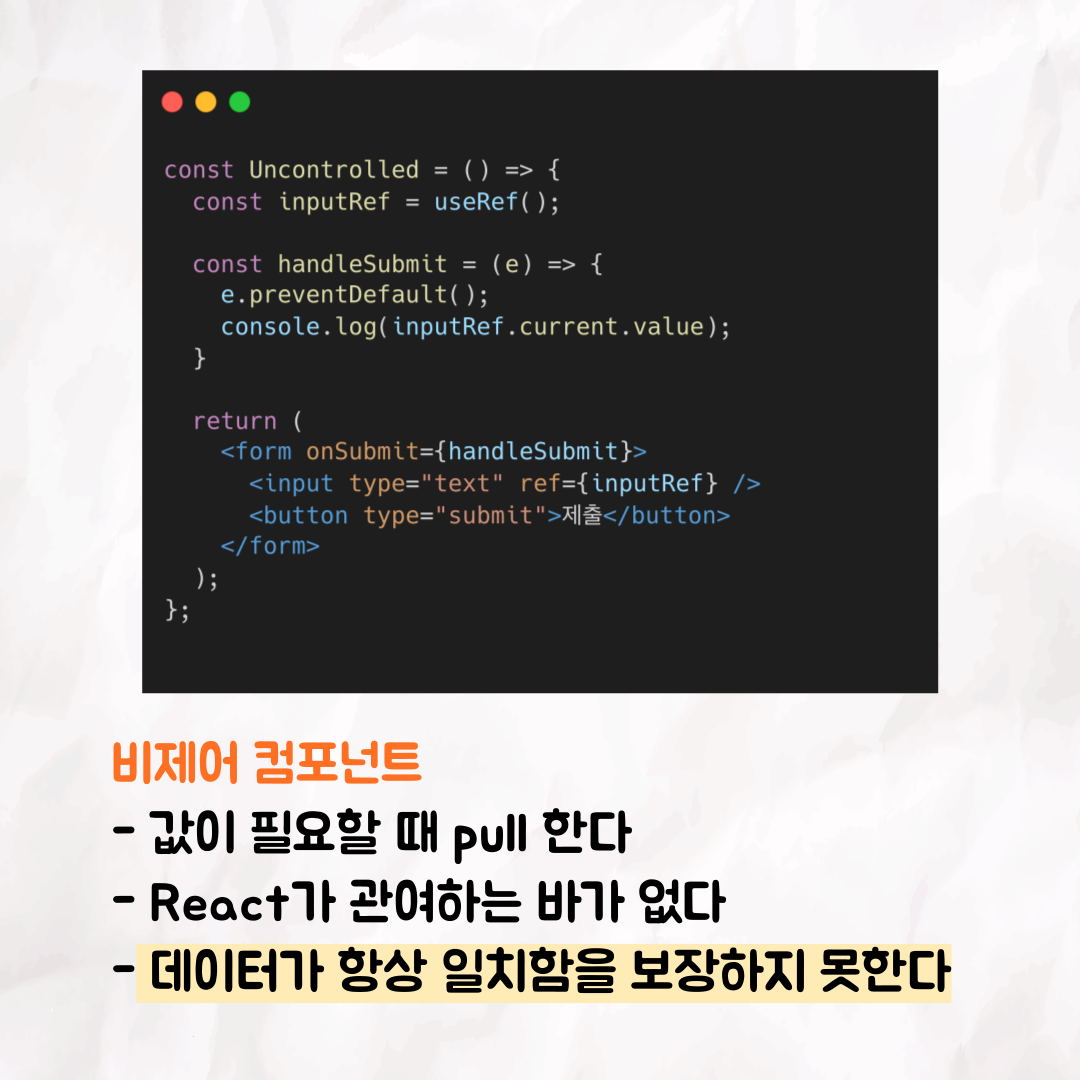 const Uncontrolled = () => {
  const inputRef = useRef();

  const handleSubmit = (e) => {
    e.preventDefault();
    console.log(inputRef.current.value);
  }

  return (
    <form onSubmit={handleSubmit}>
      <input type="text" ref={inputRef} />
      <button type="submit">제출</button>
    </form>
  );
};
비제어 컴포넌트
- 값이 필요할 때 pull 한다
- React가 관여하는 바가 없다
- 데이터가 항상 일치함을 보장하지 못한다